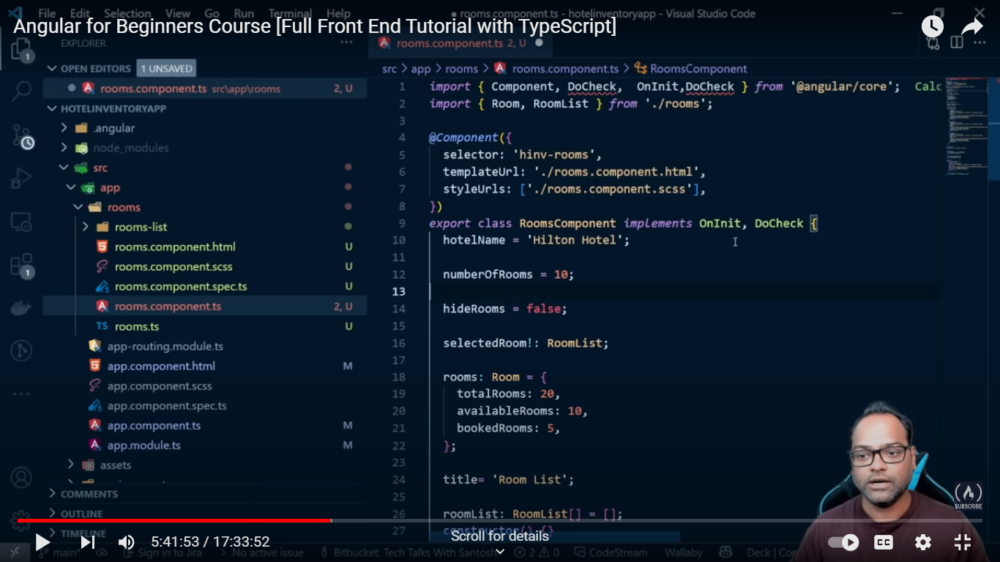 File Edit Selection View Go Run Terminal Help
● rooms.component.ts - hotelinventoryapp - Visual Studio Code
Angular for Beginners Course [Full Front End Tutorial with TypeScript]
EXPLORER
rooms.component.ts 2, U
OPEN EDITORS 1 UNSAVED
rooms.component.ts src\app\rooms 2, U
HOTELINVENTORYAPP
.angular
node_modules
src
app
rooms
rooms-list
rooms.component.html U
rooms.component.scss U
rooms.component.spec.ts U
rooms.component.ts 2, U
rooms.ts U
app-routing.module.ts
app.component.html M
app.component.scss
app.component.spec.ts
app.component.ts M
app.module.ts M
assets
COMMENTS
OUTLINE
TIMELINE
1
1
TS
src > app > rooms > rooms.component.ts > RoomsComponent
1 import { Component, DoCheck, OnInit,DoCheck } from '@angular/core'; Calc
2 import { Room, RoomList } from './rooms';
3
4 @Component({
5 selector: 'hinv-rooms',
6 templateUrl: './rooms.component.html',
7 styleUrls: ['./rooms.component.scss'],
8 })
9 export class RoomsComponent implements OnInit, DoCheck {
10 hotelName = 'Hilton Hotel';
11
12 numberOfRooms = 10;
13
14 hideRooms = false;
15
16 selectedRoom!: RoomList;
17
18 rooms: Room = {
19 totalRooms: 20,
20 availableRooms: 10,
21 bookedRooms: 5,
22 };
23
24 title= 'Room List';
25
26 roomList: RoomList[] = [];
27 constructor() {}
SUBSCRIBE
Scroll for details
5:41:53 / 17:33:52
CC
main* Sign in to Jira No active issue Bitbucket: Tech Talks With Santosh 2 0 CodeStream Wallaby Deck | Con